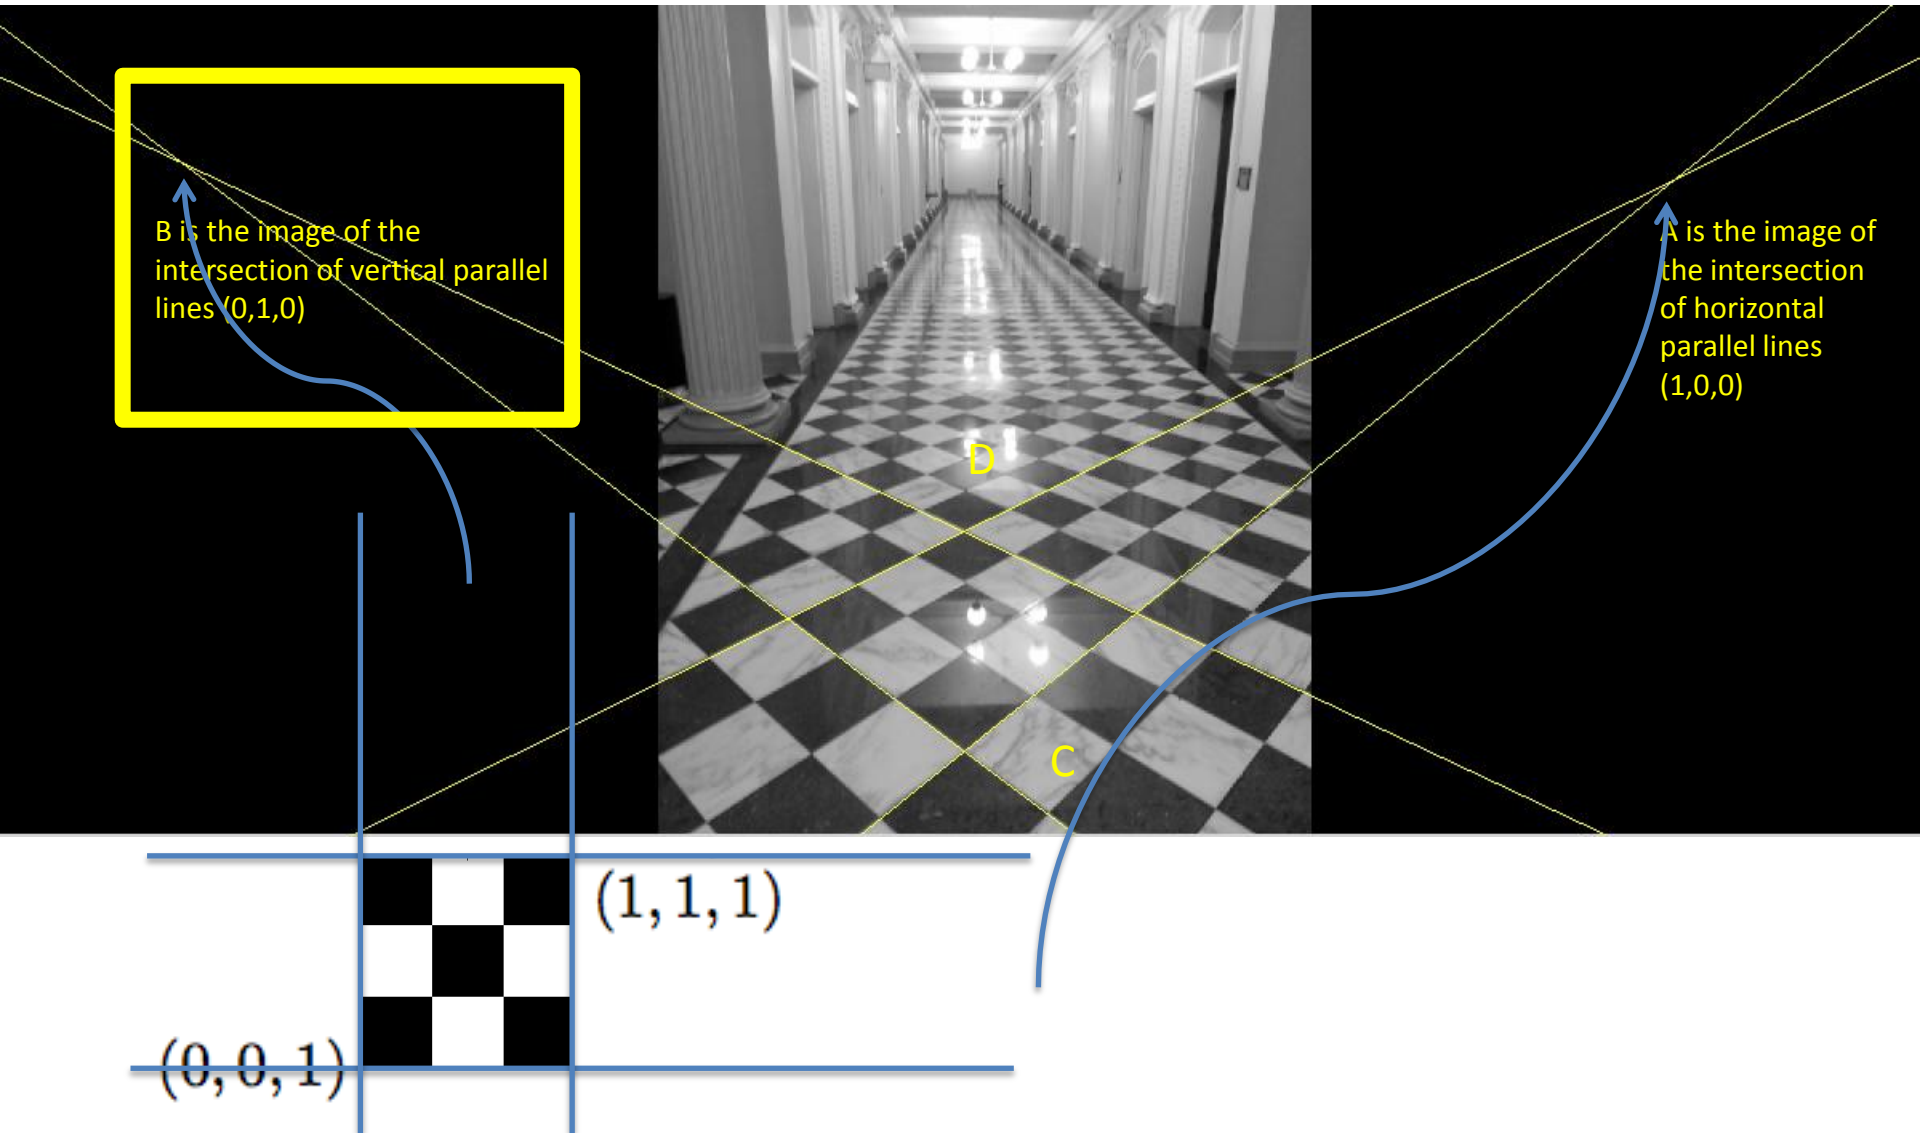 B is the image of the
intersection of vertical parallel
lines (0,1,0)
A is the image of
the intersection
of horizontal
parallel lines
(1,0,0)
D
C
(1, 1, 1)
(0, 0, 1)